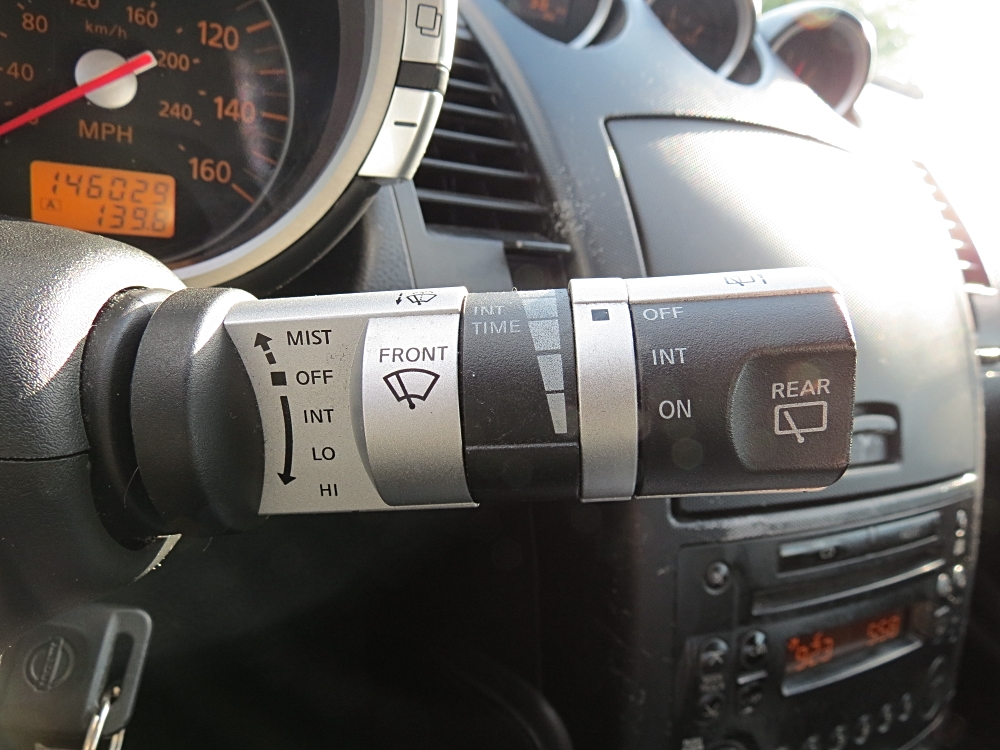 120
160
80
120
km/h
200
40
240
140
MPH
160
146029
A
139.6
MIST
OFF
INT
LO
HI
FRONT
INT
TIME
OFF
INT
ON
REAR